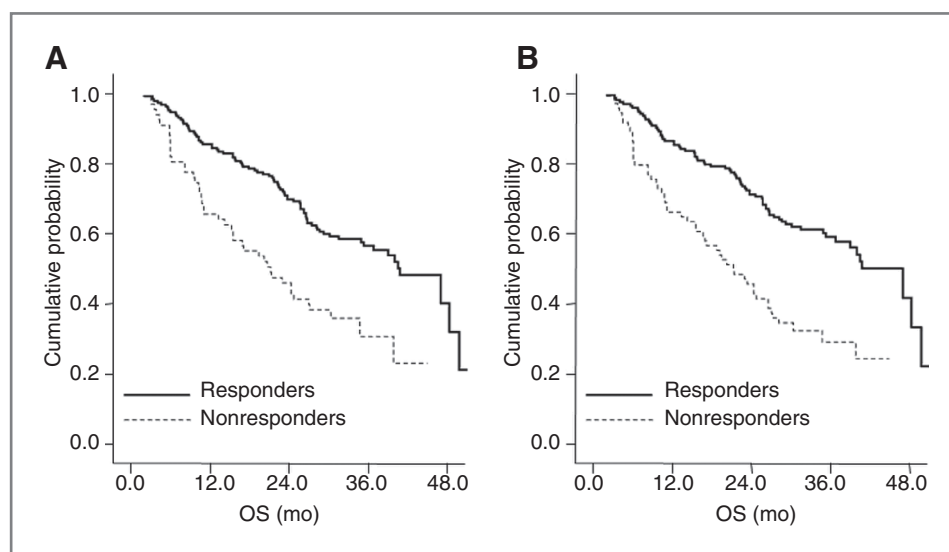 A
Cumulative probability
1.0
0.8
0.6
0.4
0.2
0.0
Responders
Nonresponders
0.0 12.0 24.0 36.0 48.0
OS (mo)
B
Cumulative probability
1.0
0.8
0.6
0.4
0.2
0.0
Responders
Nonresponders
0.0 12.0 24.0 36.0 48.0
OS (mo)